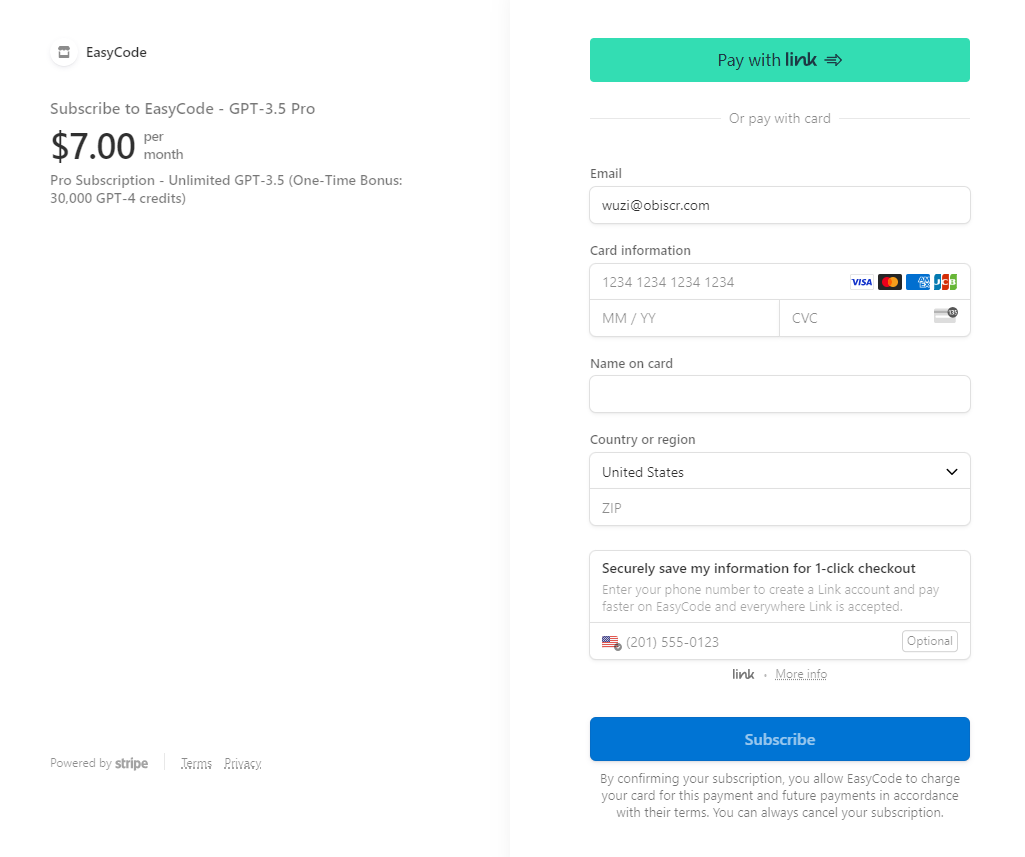 EasyCode
Subscribe to EasyCode - GPT-3.5 Pro
$7.00 per
month
Pro Subscription - Unlimited GPT-3.5 (One-Time Bonus:
30,000 GPT-4 credits)
Powered by stripe
Terms Privacy
Pay with link
Or pay with card
Email
wuzi@obiscr.com
Card information
1234 1234 1234 1234 VISA AMEX JCB
MM / YY CVC 135
Name on card
Country or region
United States
ZIP
Securely save my information for 1-click checkout
Enter your phone number to create a Link account and pay
faster on EasyCode and everywhere Link is accepted.
(201) 555-0123 Optional
link • More info
Subscribe
By confirming your subscription, you allow EasyCode to charge
your card for this payment and future payments in accordance
with their terms. You can always cancel your subscription.